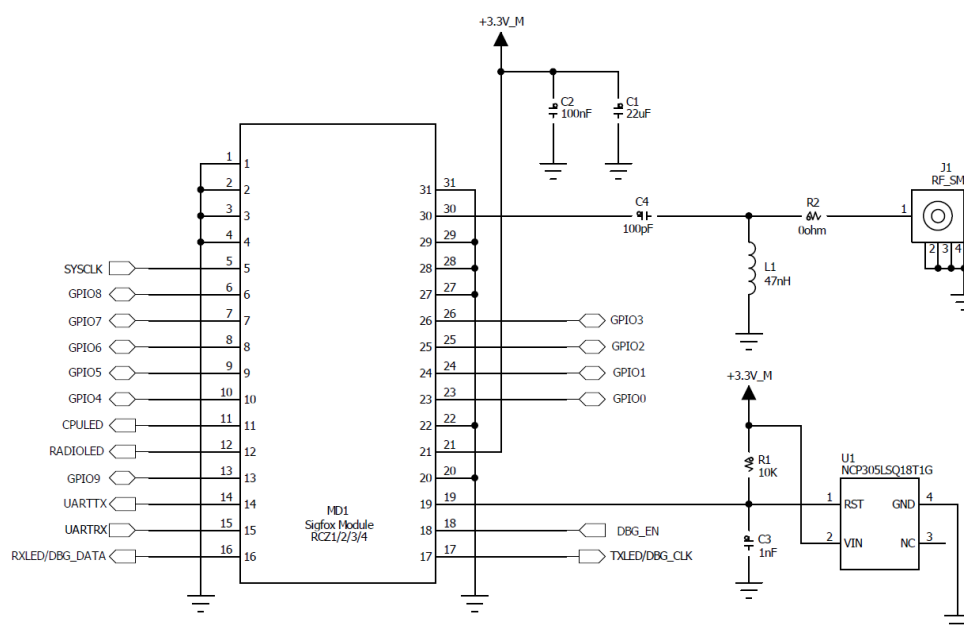 +3.3V_M
C2
100nF
C1
22uF
J1
RF_SM
1
1
2
2
3
3
4
4
SYSCLK
5
5
GPIO8
6
6
GPIO7
7
7
GPIO6
8
8
GPIO5
9
9
GPIO4
10
10
CPULED
11
11
RADIOLED
12
12
GPIO9
13
13
UARTTX
14
14
UARTRX
15
15
RXLED/DBG_DATA
16
16
MD1
Sigfox Module
RCZ1/2/3/4
31
31
30
30
29
29
28
28
27
27
26
26
GPIO3
25
25
GPIO2
24
24
GPIO1
23
23
GPIO0
22
22
21
21
20
20
19
19
18
18
DBG_EN
17
17
TXLED/DBG_CLK
C4
100pF
R2
0ohm
1
2 3 4
L1
47nH
+3.3V_M
R1
10K
C3
1nF
U1
NCP305LSQ18T1G
1 RST GND 4
2 VIN NC 3